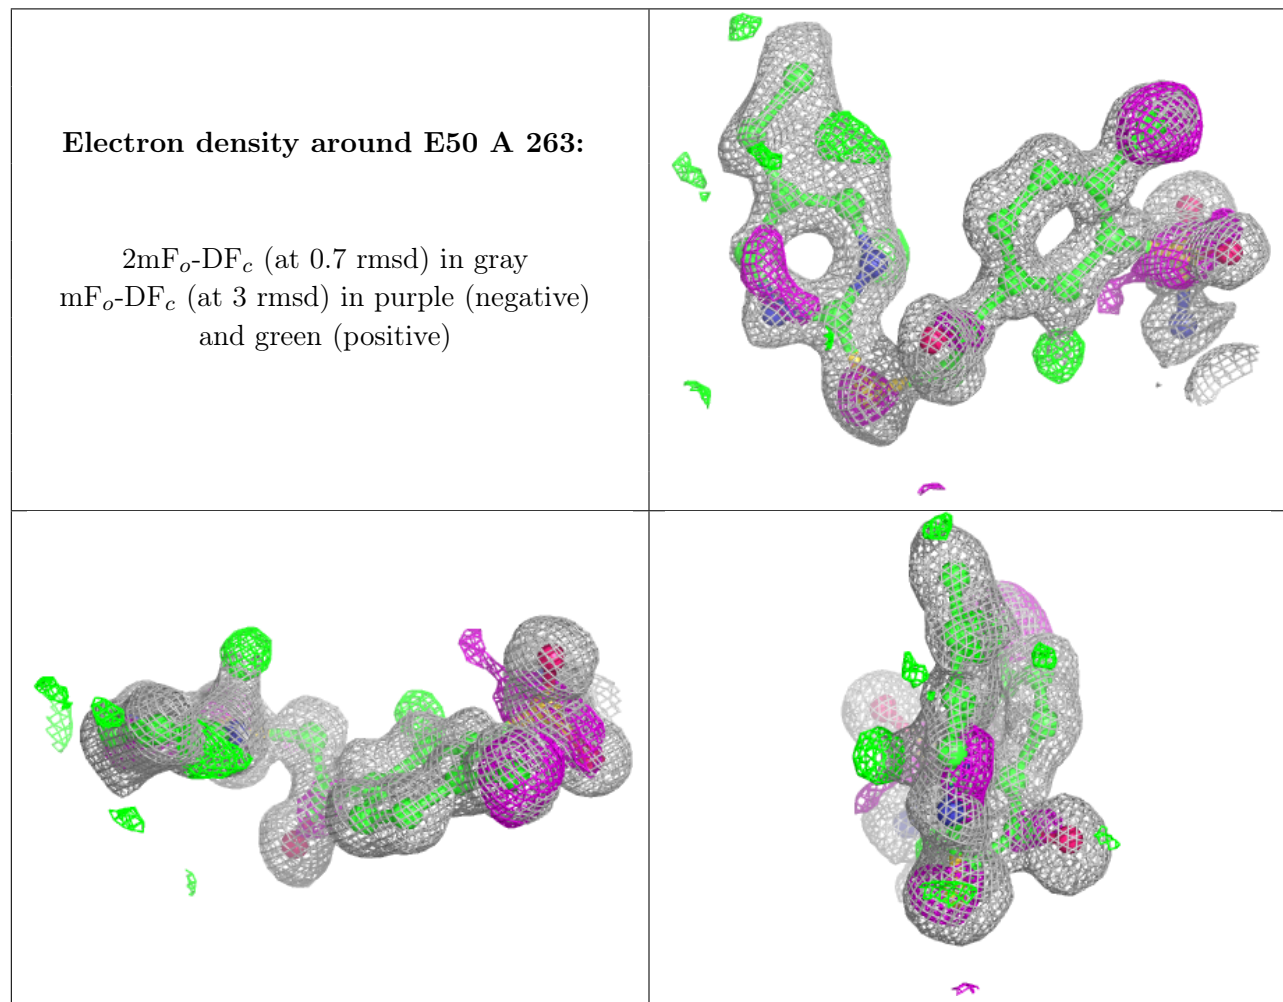 Electron density around E50 A 263:
2mFo-DFc (at 0.7 rmsd) in gray
mFo-DFc (at 3 rmsd) in purple (negative)
and green (positive)